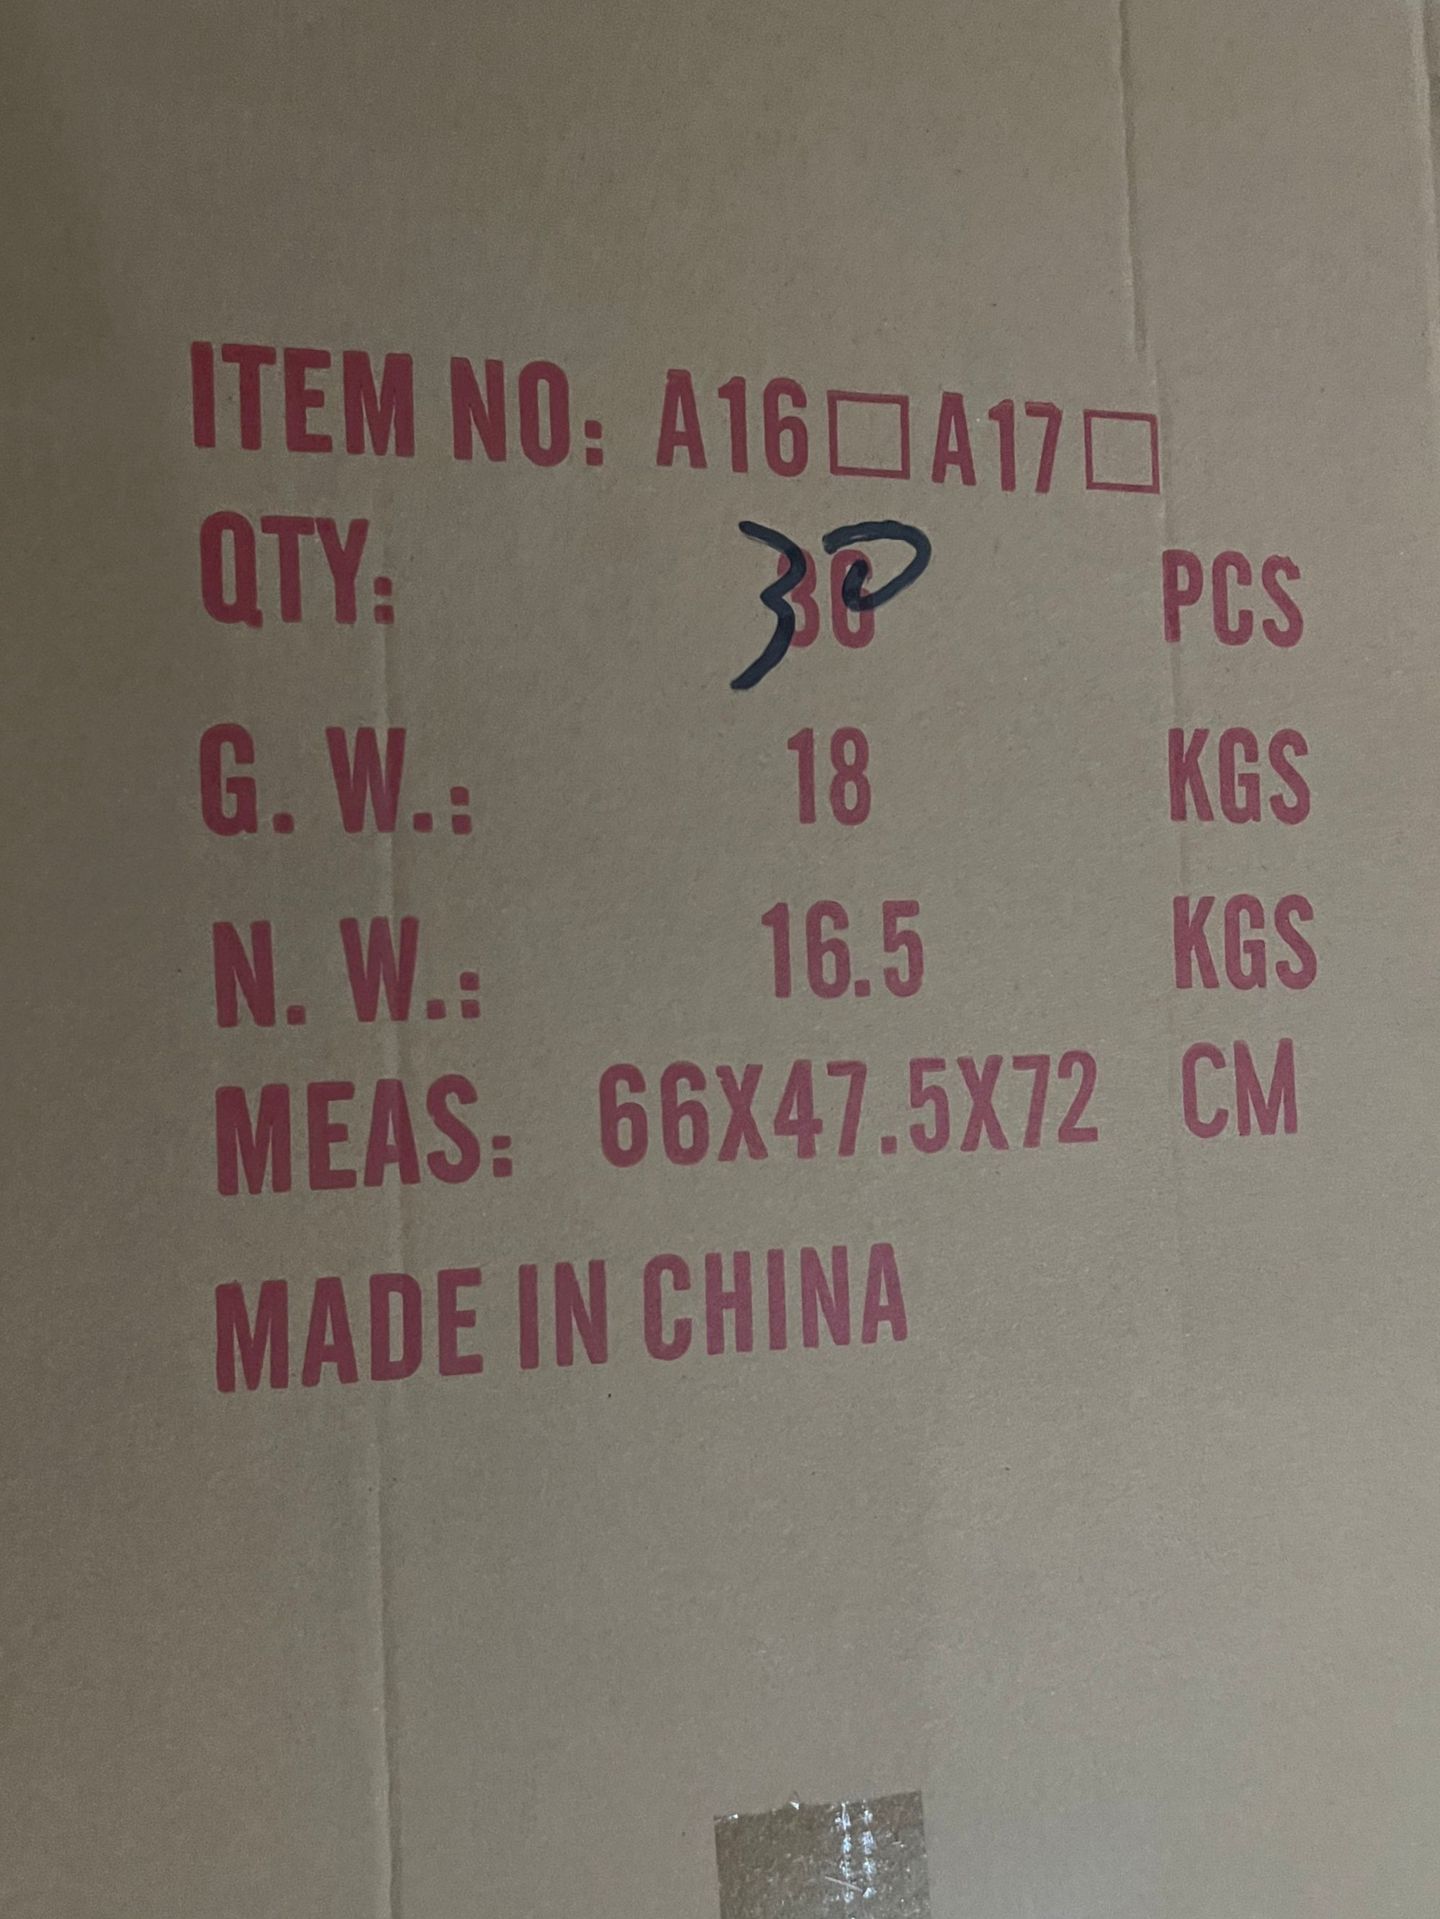 ITEM NO: A16□ A17□
QTY: 30 PCS
G. W.: 18 KGS
N. W.: 16.5 KGS
MEAS: 66X47.5X72 CM
MADE IN CHINA